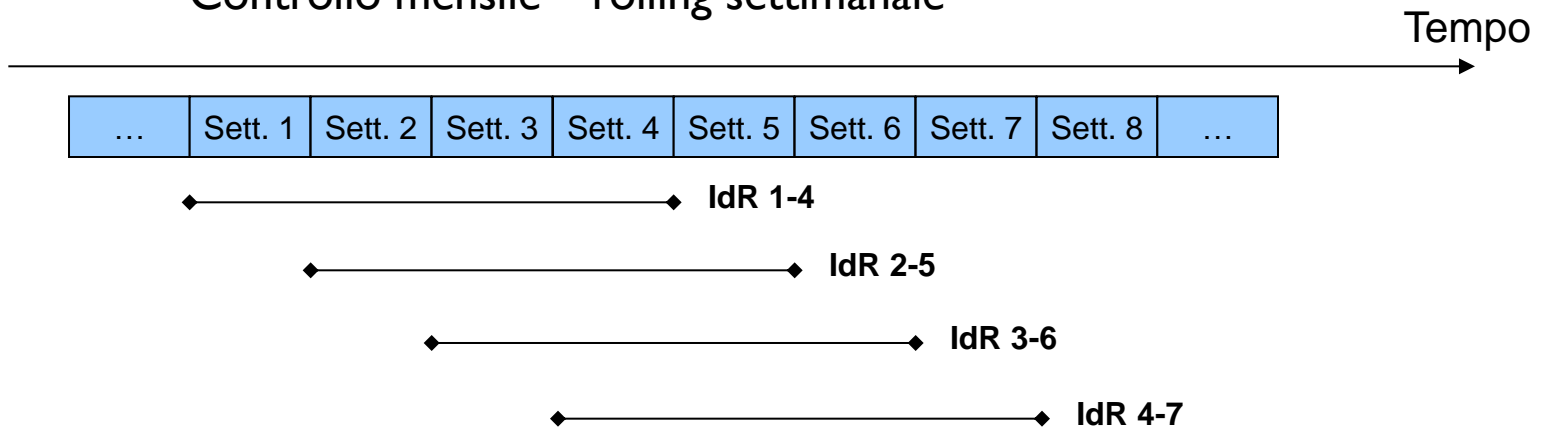 Controllo mensile rolling settimanale
Tempo
… Sett. 1 Sett. 2 Sett. 3 Sett. 4 Sett. 5 Sett. 6 Sett. 7 Sett. 8 …
IdR 1-4
IdR 2-5
IdR 3-6
IdR 4-7